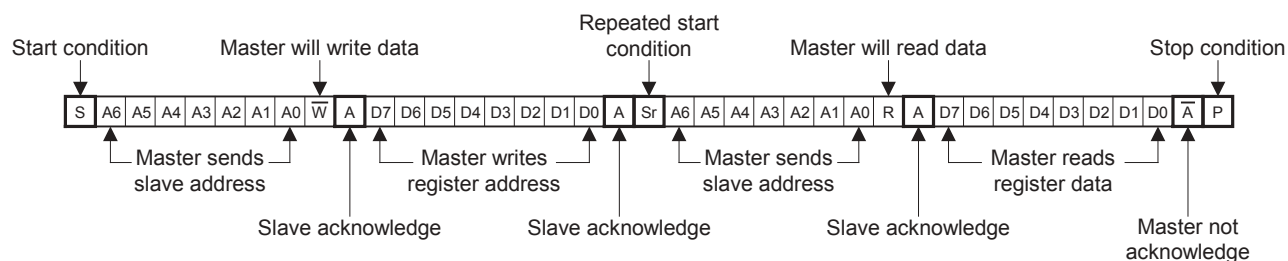 Repeated start
condition
Start condition
Master will write data
Master will read data
Stop condition
S A6 A5 A4 A3 A2 A1 A0 W̅ A D7 D6 D5 D4 D3 D2 D1 D0 A Sr A6 A5 A4 A3 A2 A1 A0 R A D7 D6 D5 D4 D3 D2 D1 D0 A̅ P
Master sends
slave address
Master writes
register address
Master sends
slave address
Master reads
register data
Slave acknowledge
Slave acknowledge
Slave acknowledge
Master not
acknowledge